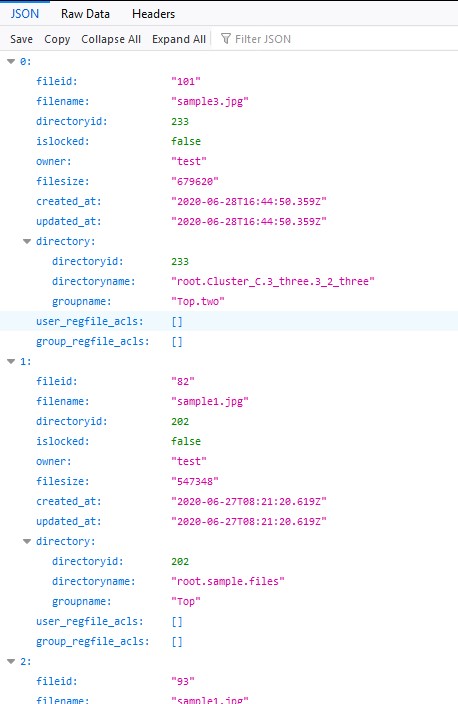 JSON Raw Data Headers
Save Copy Collapse All Expand All Filter JSON
0:
fileid: "101"
filename: "sample3.jpg"
directoryid: 233
islocked: false
owner: "test"
filesize: "679620"
created_at: "2020-06-28T16:44:50.359Z"
updated_at: "2020-06-28T16:44:50.359Z"
directory:
directoryid: 233
directoryname: "root.Cluster_C.3_three.3_2_three"
groupname: "Top.two"
user_regfile_acls: []
group_regfile_acls: []
1:
fileid: "82"
filename: "sample1.jpg"
directoryid: 202
islocked: false
owner: "test"
filesize: "547348"
created_at: "2020-06-27T08:21:20.619Z"
updated_at: "2020-06-27T08:21:20.619Z"
directory:
directoryid: 202
directoryname: "root.sample.files"
groupname: "Top"
user_regfile_acls: []
group_regfile_acls: []
2:
fileid: "93"
filename: "sample1.jpg"